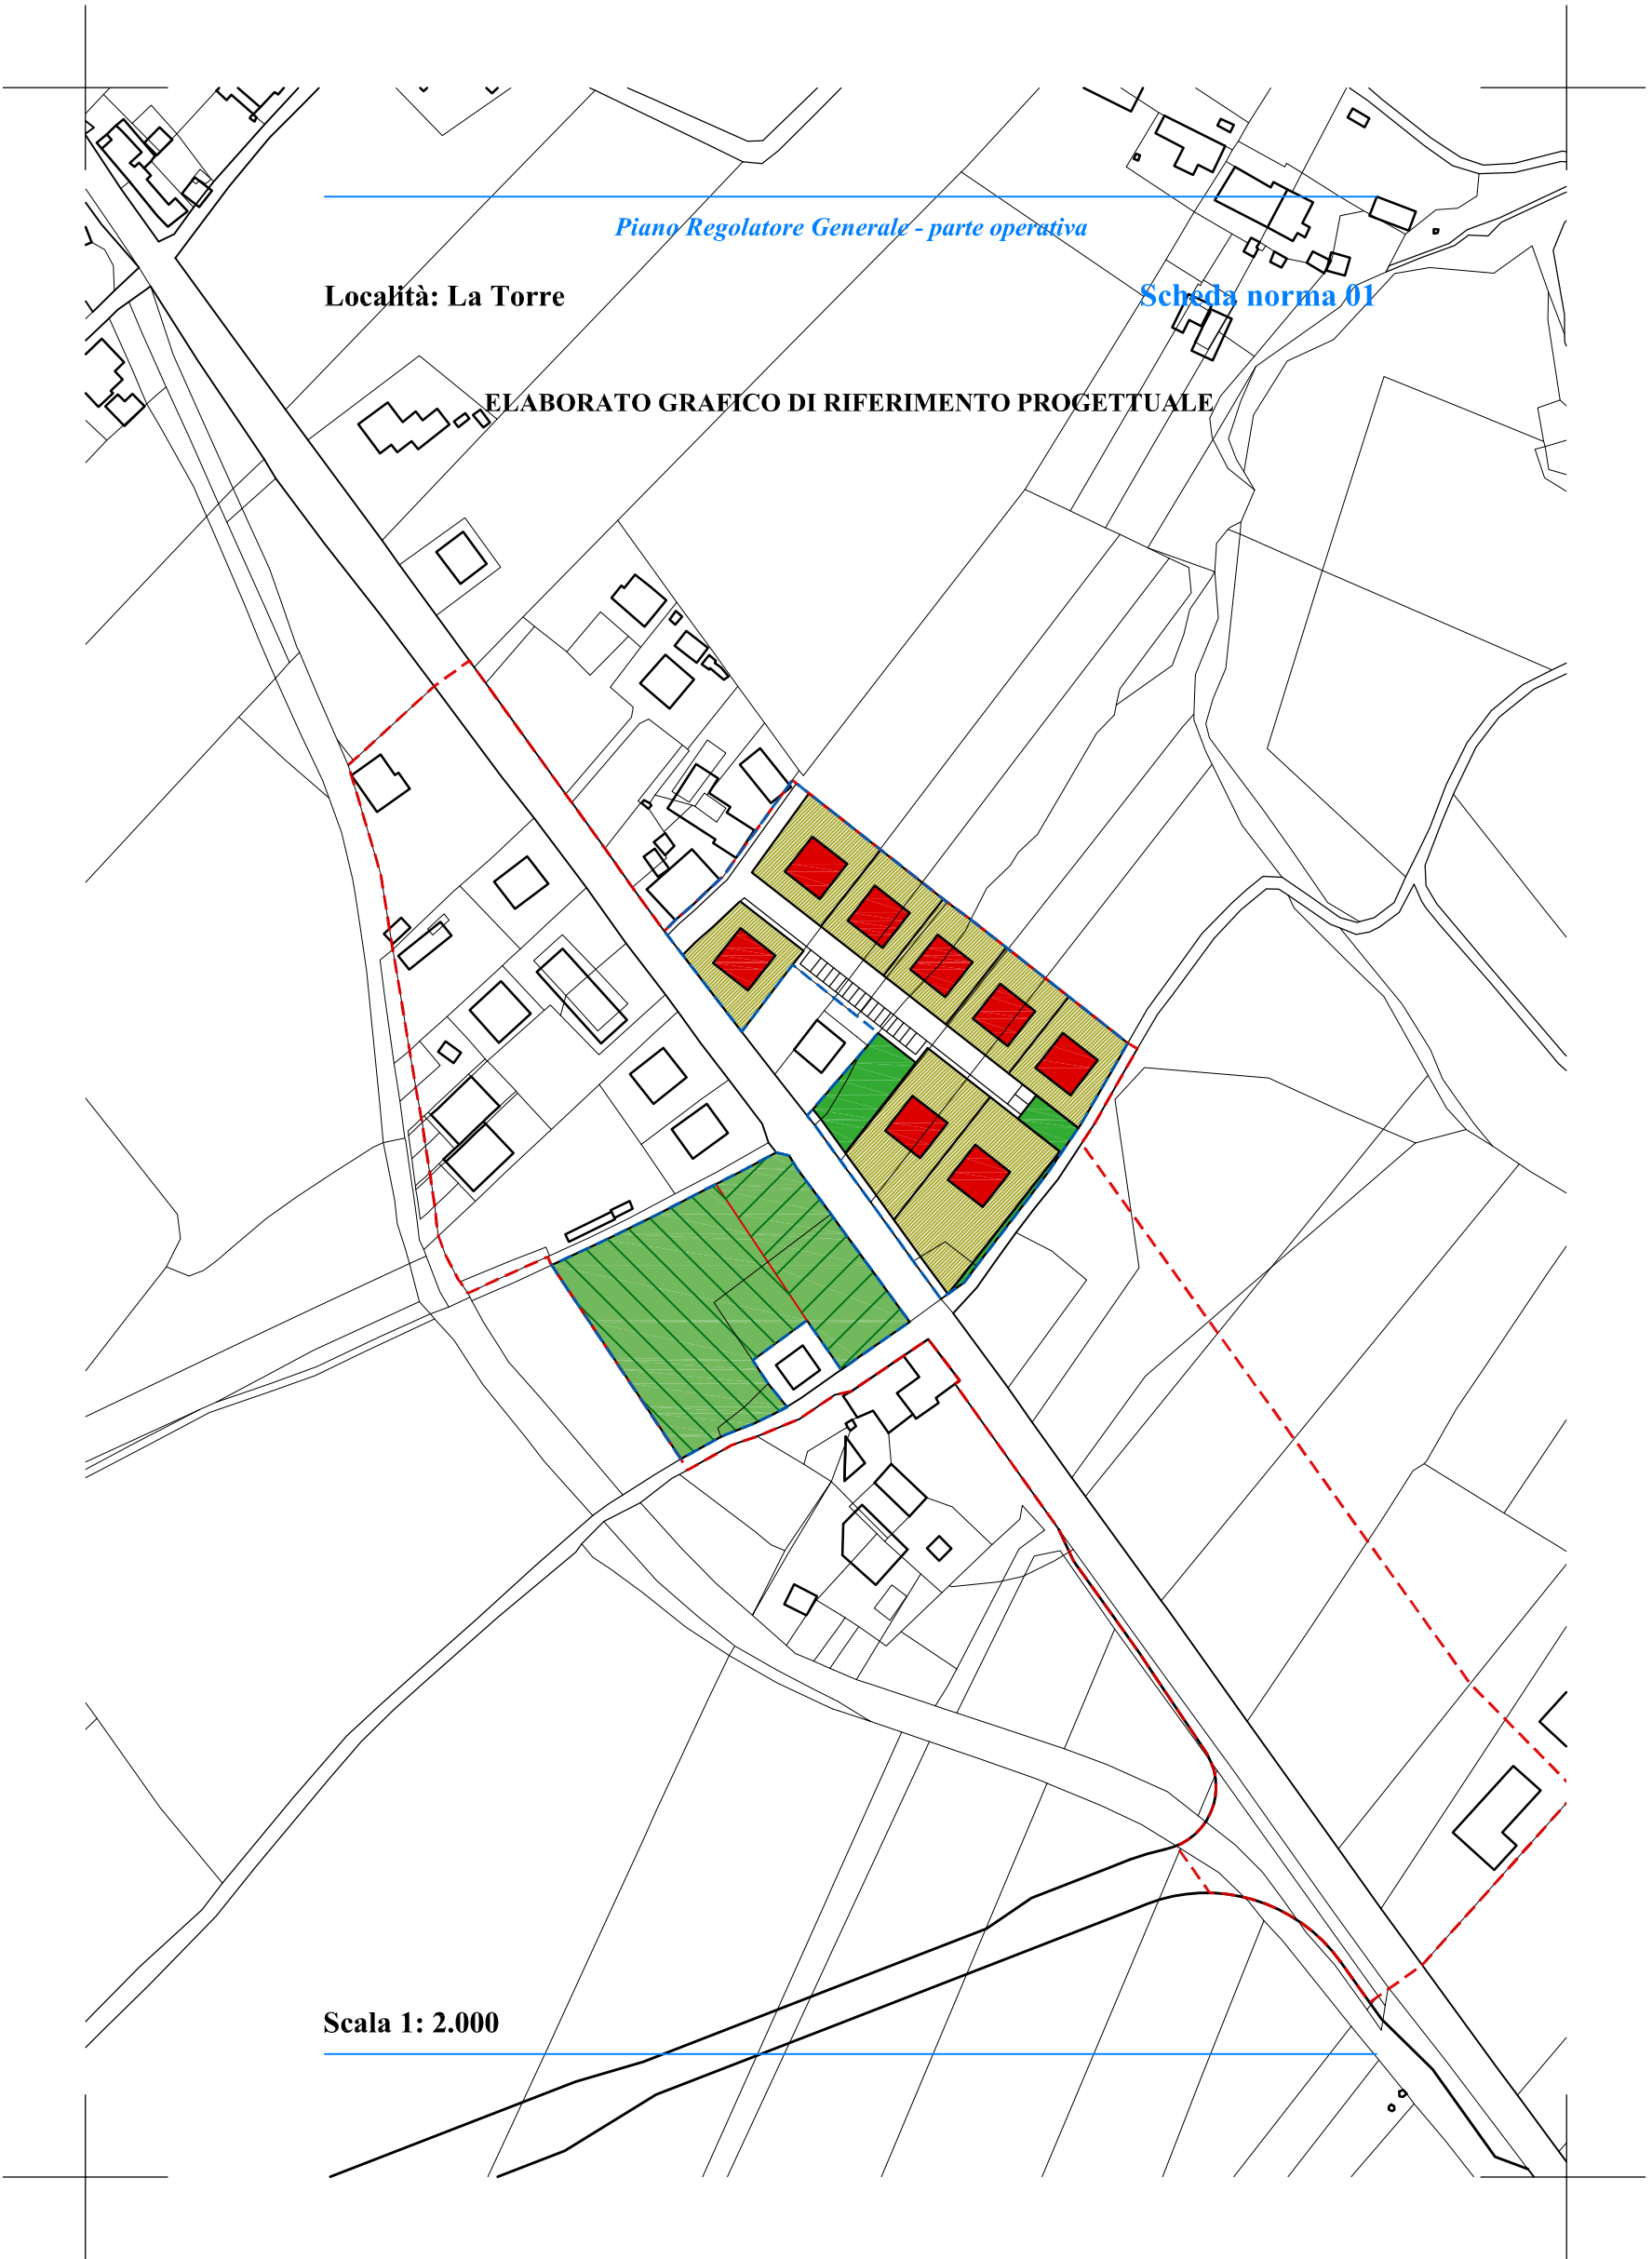 Piano Regolatore Generale - parte operativa
Località: La Torre
Scheda norma 01
ELABORATO GRAFICO DI RIFERIMENTO PROGETTUALE
Scala 1: 2.000